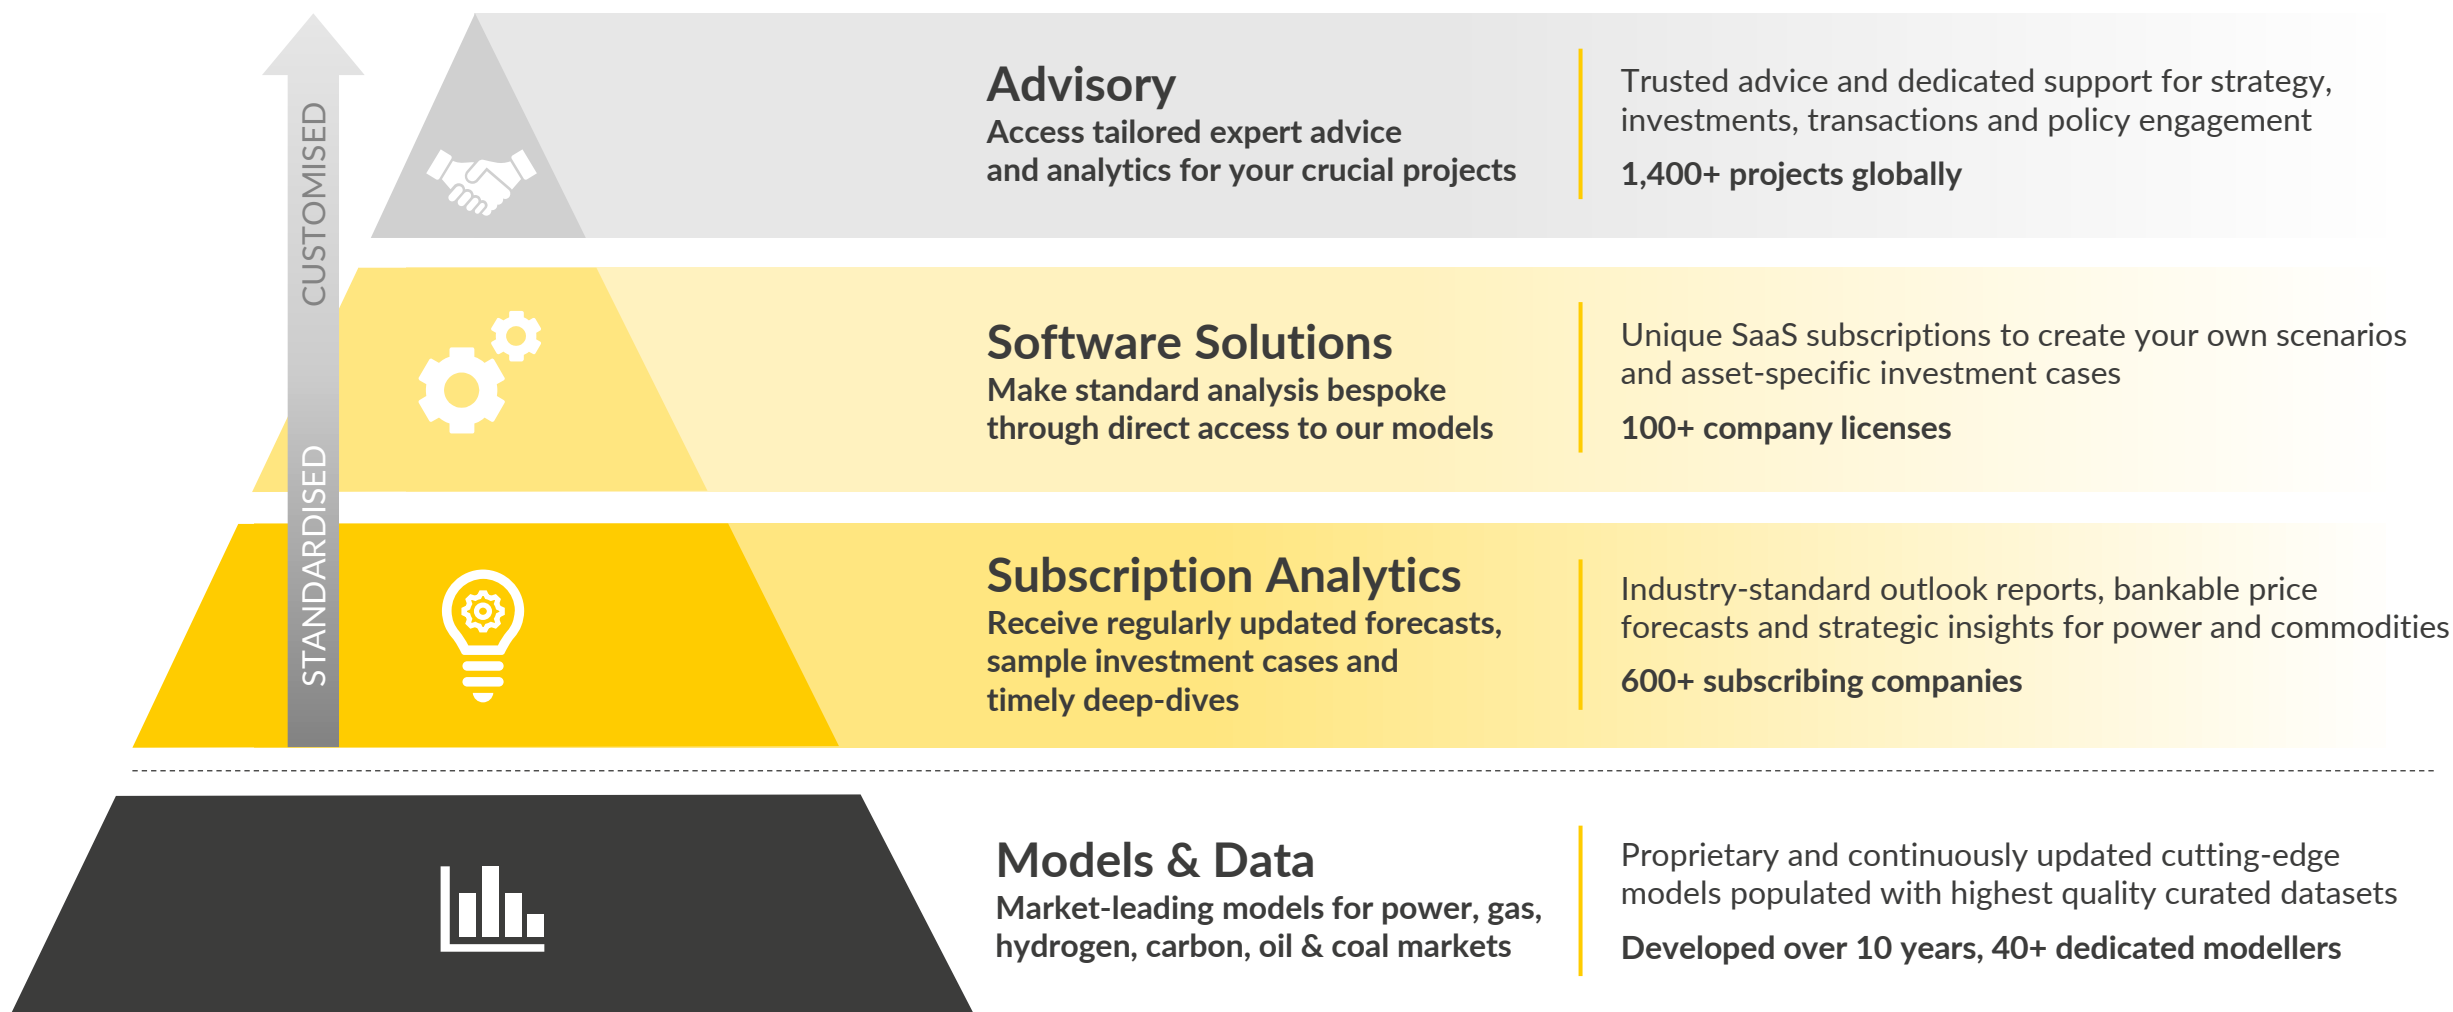 CUSTOMISED
STANDARDISED
Advisory
Access tailored expert advice
and analytics for your crucial projects
Trusted advice and dedicated support for strategy,
investments, transactions and policy engagement
1,400+ projects globally
Software Solutions
Make standard analysis bespoke
through direct access to our models
Unique SaaS subscriptions to create your own scenarios
and asset-specific investment cases
100+ company licenses
Subscription Analytics
Receive regularly updated forecasts,
sample investment cases and
timely deep-dives
Industry-standard outlook reports, bankable price
forecasts and strategic insights for power and commodities
600+ subscribing companies
Models & Data
Market-leading models for power, gas,
hydrogen, carbon, oil & coal markets
Proprietary and continuously updated cutting-edge
models populated with highest quality curated datasets
Developed over 10 years, 40+ dedicated modellers